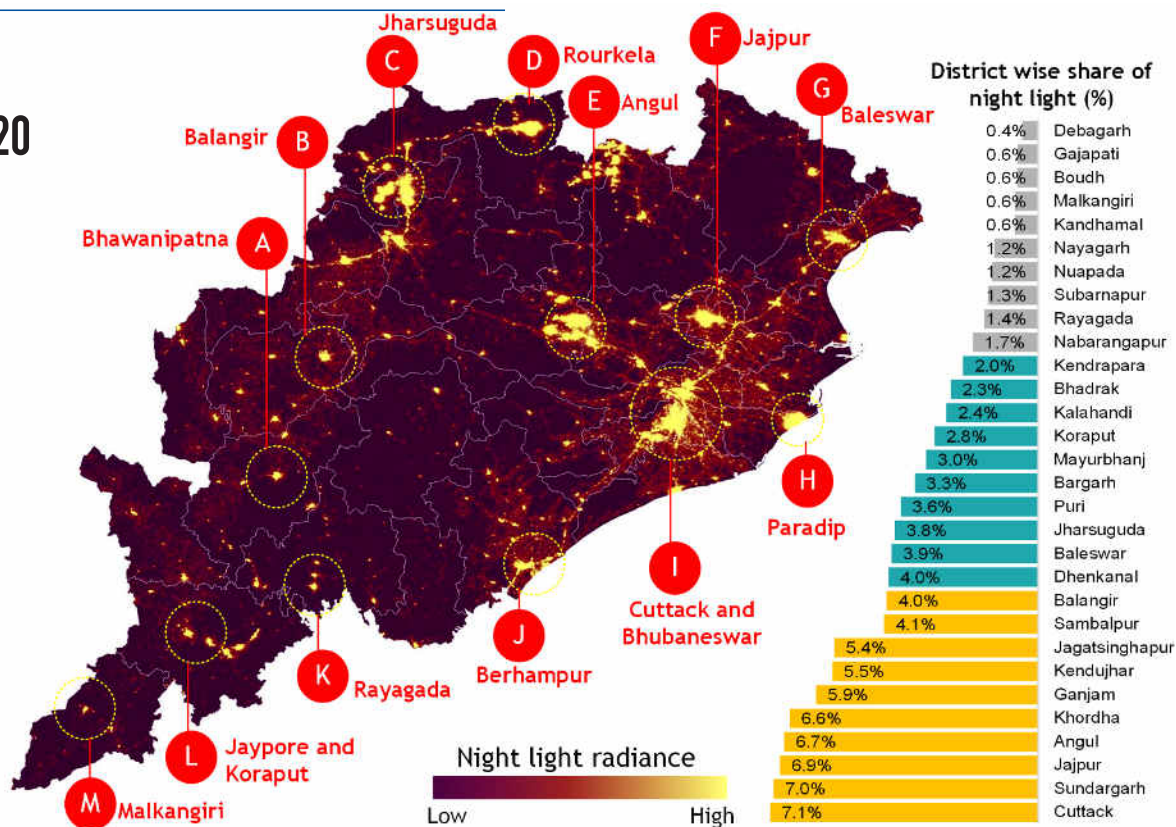 20
C
Jharsuguda
D
Rourkela
E
Angul
F
Jajpur
G
Baleswar
B
Balangir
A
Bhawanipatna
H
Paradip
I
Cuttack and
Bhubaneswar
J
Berhampur
K
Rayagada
L
Jaypore and
Koraput
M
Malkangiri
Night light radiance
Low High
District wise share of
night light (%)
0.4% Debagarh
0.6% Gajapati
0.6% Boudh
0.6% Malkangiri
0.6% Kandhamal
1.2% Nayagarh
1.2% Nuapada
1.3% Subarnapur
1.4% Rayagada
1.7% Nabarangapur
2.0% Kendrapara
2.3% Bhadrak
2.4% Kalahandi
2.8% Koraput
3.0% Mayurbhanj
3.3% Bargarh
3.6% Puri
3.8% Jharsuguda
3.9% Baleswar
4.0% Dhenkanal
4.0% Balangir
4.1% Sambalpur
5.4% Jagatsinghapur
5.5% Kendujhar
5.9% Ganjam
6.6% Khordha
6.7% Angul
6.9% Jajpur
7.0% Sundargarh
7.1% Cuttack